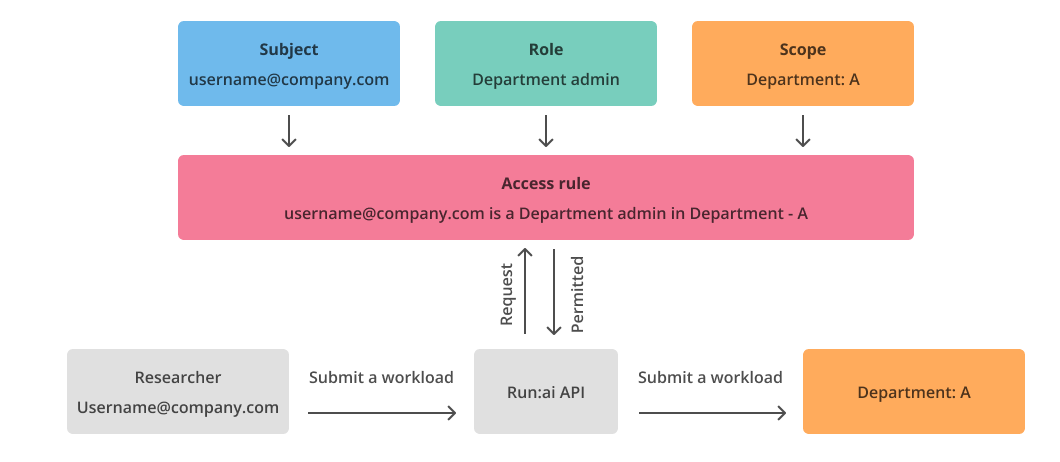 Subject
username@company.com
Role
Department admin
Scope
Department: A
Access rule
username@company.com is a Department admin in Department - A
Request
Permitted
Researcher
Username@company.com
Submit a workload
Run:ai API
Submit a workload
Department: A